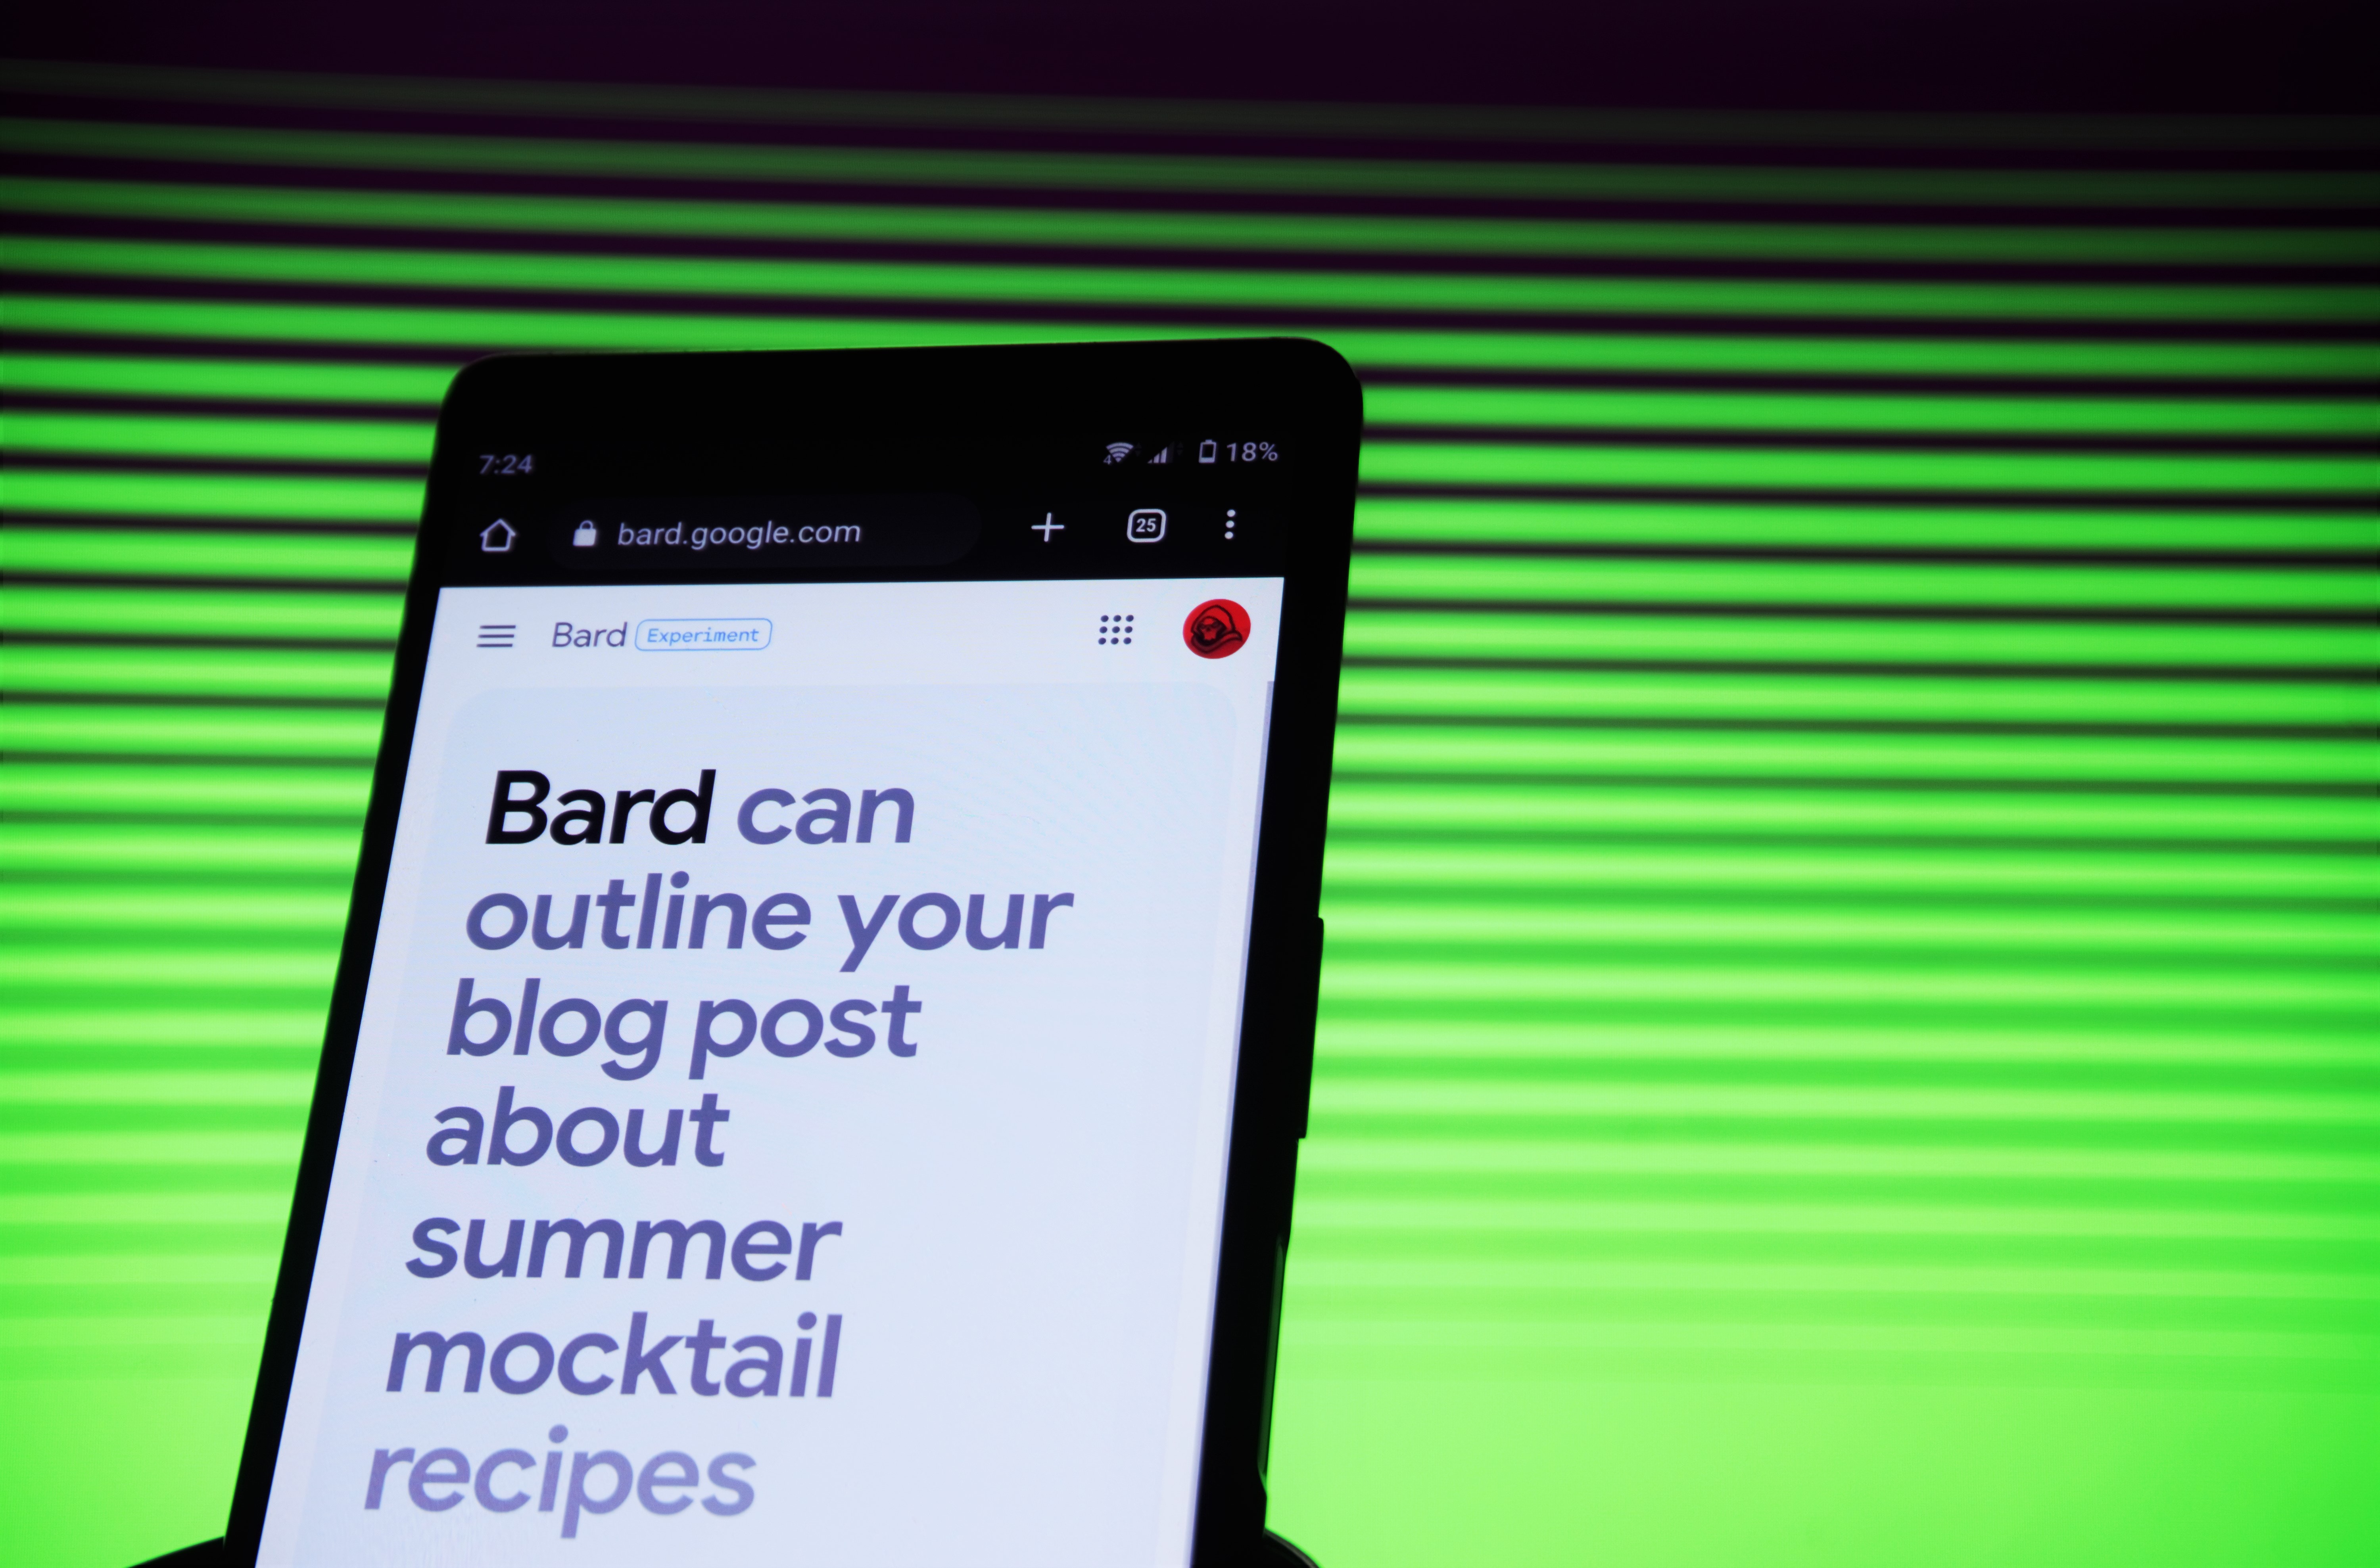 7:24 18%
bard.google.com 25
Bard Experiment
Bard can
outline your
blog post
about
summer
mocktail
recipes